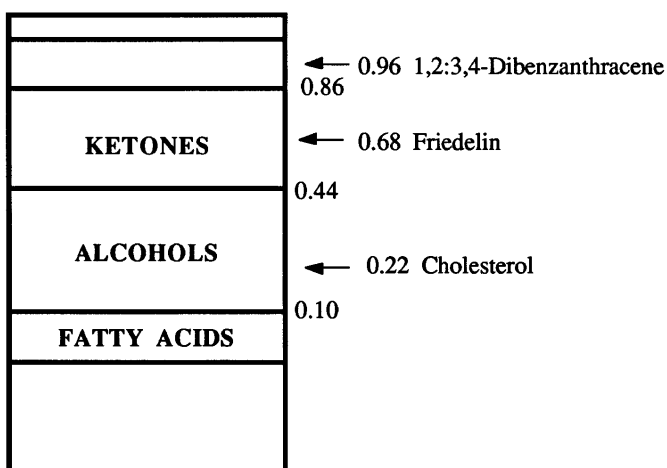 0.96 1,2:3,4-Dibenzanthracene
0.86
KETONES
0.68 Friedelin
0.44
ALCOHOLS
0.22 Cholesterol
0.10
FATTY ACIDS